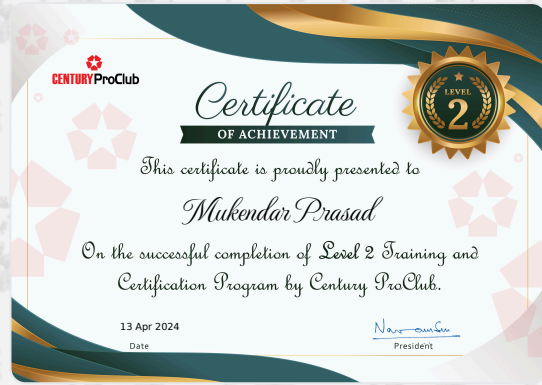 CENTURY ProClub
Certificate
OF ACHIEVEMENT
LEVEL
2
This certificate is proudly presented to
Mukendar Prasad
On the successful completion of Level 2 Training and
Certification Program by Century ProClub.
13 Apr 2024
Date
President